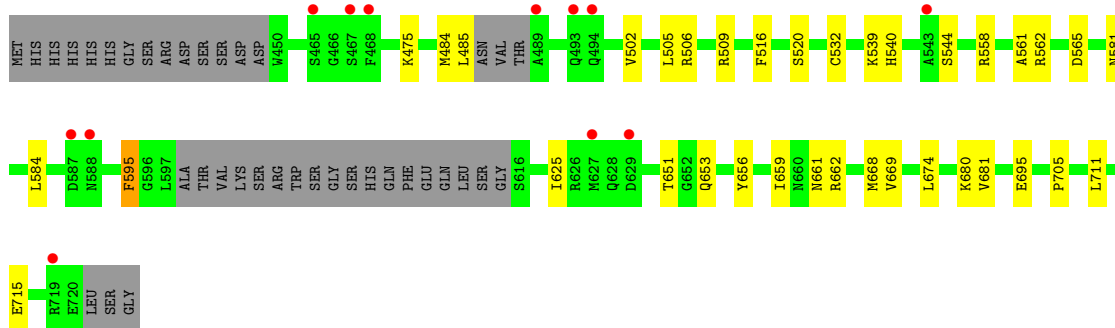 MET HIS HIS HIS HIS HIS HIS GLY SER ARG ASP SER SER ASP ASP W450 S465 G466 S467 F468 K475 M484 L485 ASN VAL THR A489 Q493 Q494 V502 L505 R506 R509 F516 S520 C532 K539 H540 A543 S544 R558 A561 R562 D565 N581
L584 D587 N588 F595 G596 L597 ALA THR VAL LYS SER ARG TRP SER GLY SER HIS GLN PHE GLU GLN LEU SER GLY S616 I625 R626 M627 Q628 D629 T651 G652 Q653 Y656 I659 N660 N661 R662 M668 V669 L674 K680 V681 E695 P705 L711
E715 R719 E720 LEU SER GLY